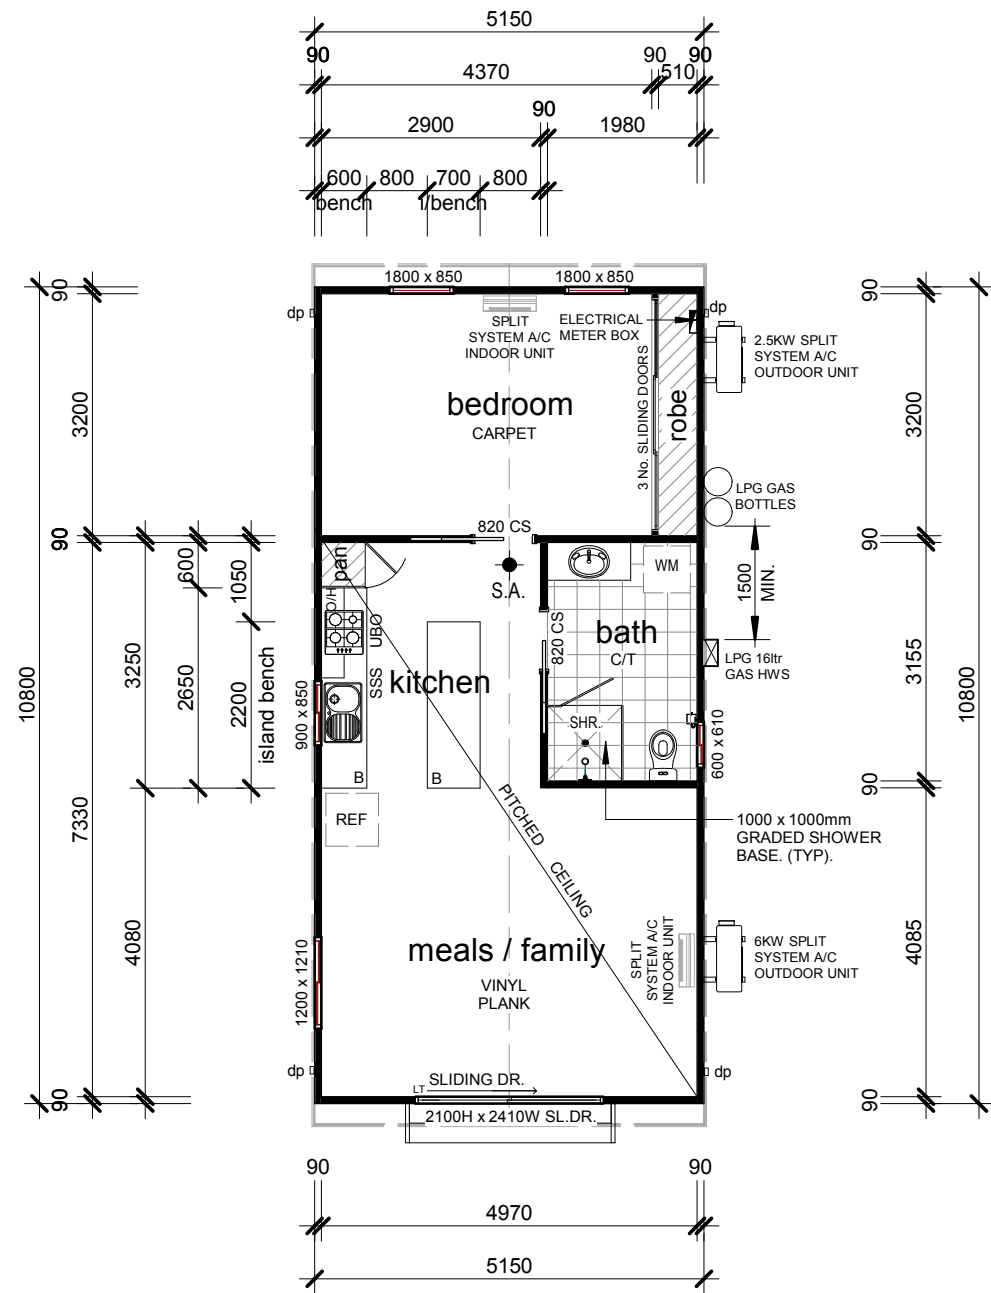 5150
90
90
90
4370
510
90
2900
1980
600
800
700
800
bench
i/bench
1800 x 850
1800 x 850
90
90
dp
dp
SPLIT
SYSTEM A/C
INDOOR UNIT
ELECTRICAL
METER BOX
2.5KW SPLIT
SYSTEM A/C
OUTDOOR UNIT
3200
bedroom
CARPET
3 No. SLIDING DOORS
robe
3200
LPG GAS
BOTTLES
820 CS
90
90
600
1050
pan
S.A.
WM
1500
MIN.
O/H
UBO
820 CS
bath
C/T
LPG 16ltr
GAS HWS
10800
3250
2650
2200
island bench
900 x 850
SSS
kitchen
SHR.
600 x 610
3155
10800
B
B
90
7330
REF
PITCHED
CEILING
1000 x 1000mm
GRADED SHOWER
BASE. (TYP).
4080
1200 x 1210
meals / family
VINYL
PLANK
SPLIT
SYSTEM A/C
INDOOR UNIT
6KW SPLIT
SYSTEM A/C
OUTDOOR UNIT
4085
dp
dp
SLIDING DR.
LT
90
90
2100H x 2410W SL.DR.
90
90
4970
5150